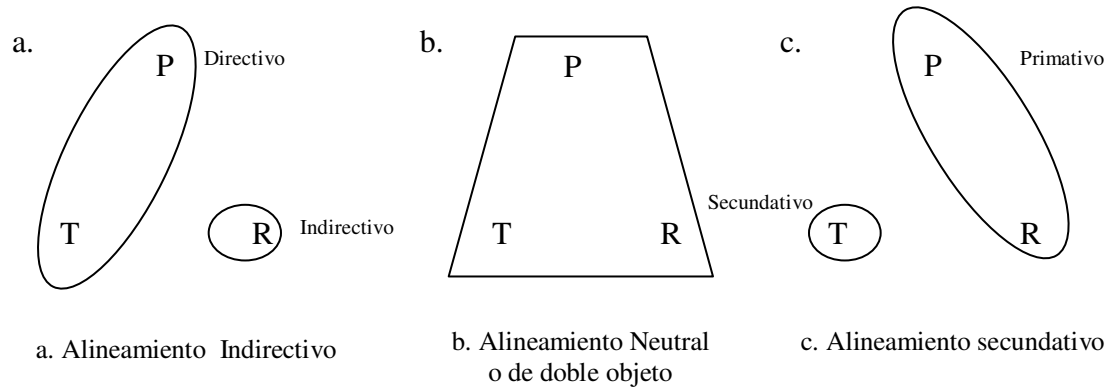 a.
P
Directivo
T
R
Indirectivo
a. Alineamiento Indirectivo
b.
P
T
R
b. Alineamiento Neutral
o de doble objeto
c.
P
Primativo
Secundativo
T
R
c. Alineamiento secundativo